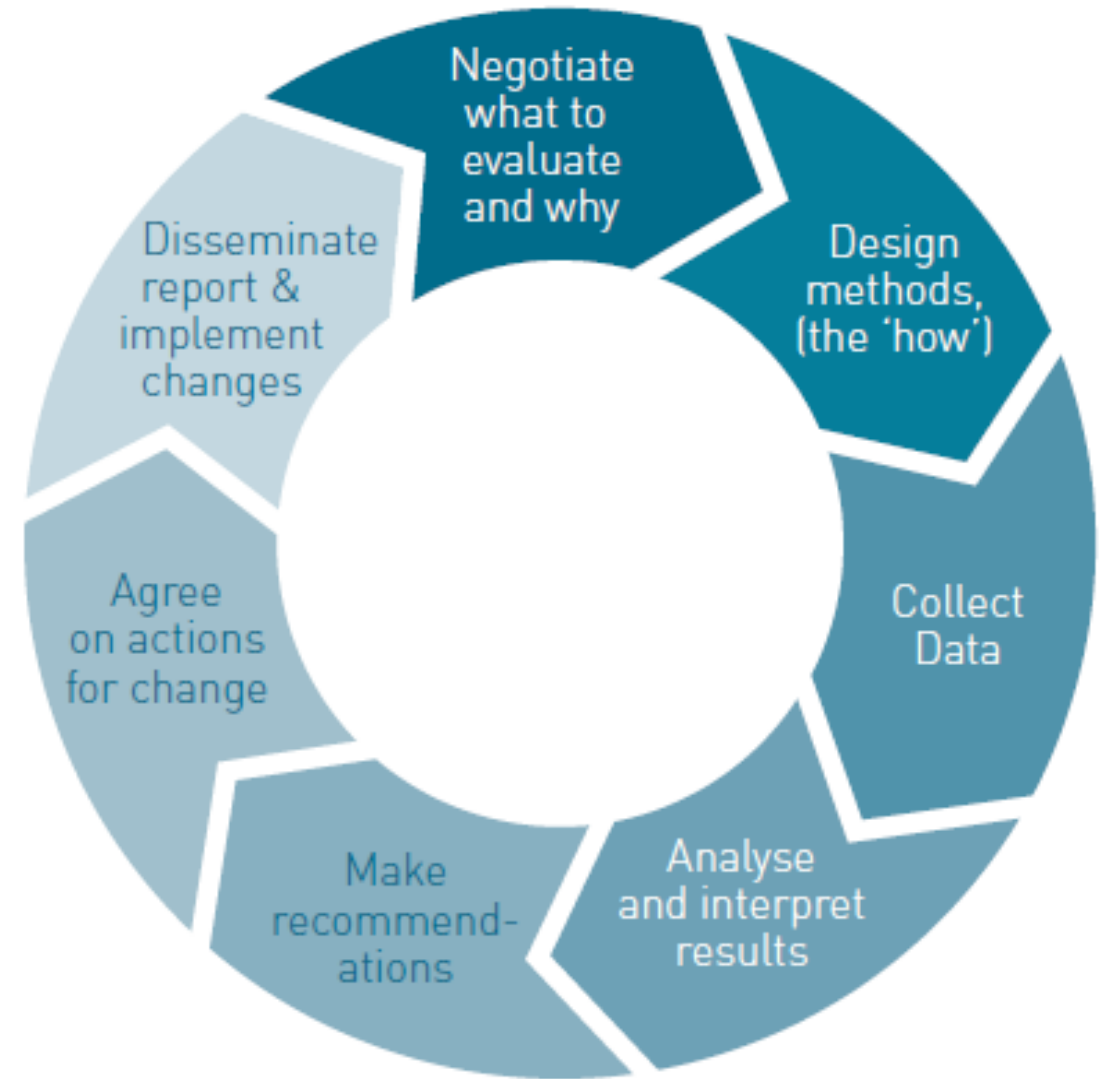 Negotiate
what to
evaluate
and why
Design
methods,
(the ‘how’)
Collect
Data
Analyse
and interpret
results
Make
recommend-
ations
Agree
on actions
for change
Disseminate
report &
implement
changes